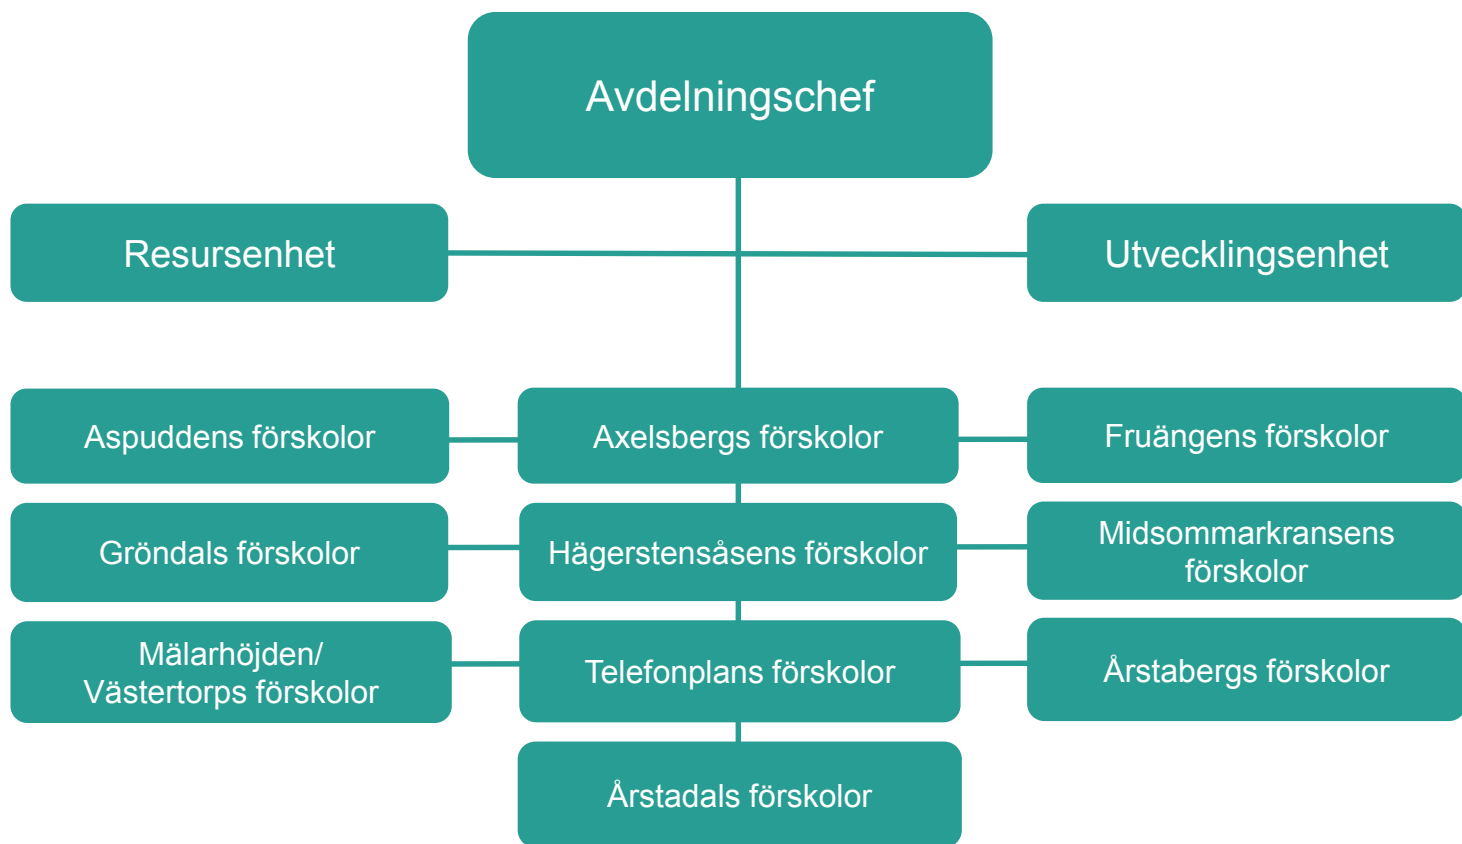 Avdelningschef
Resursenhet
Utvecklingsenhet
Aspuddens förskolor
Axelsbergs förskolor
Fruängens förskolor
Gröndals förskolor
Hägerstensåsens förskolor
Midsommarkransens
förskolor
Mälarhöjden/
Västertorps förskolor
Telefonplans förskolor
Årstabergs förskolor
Årstadals förskolor